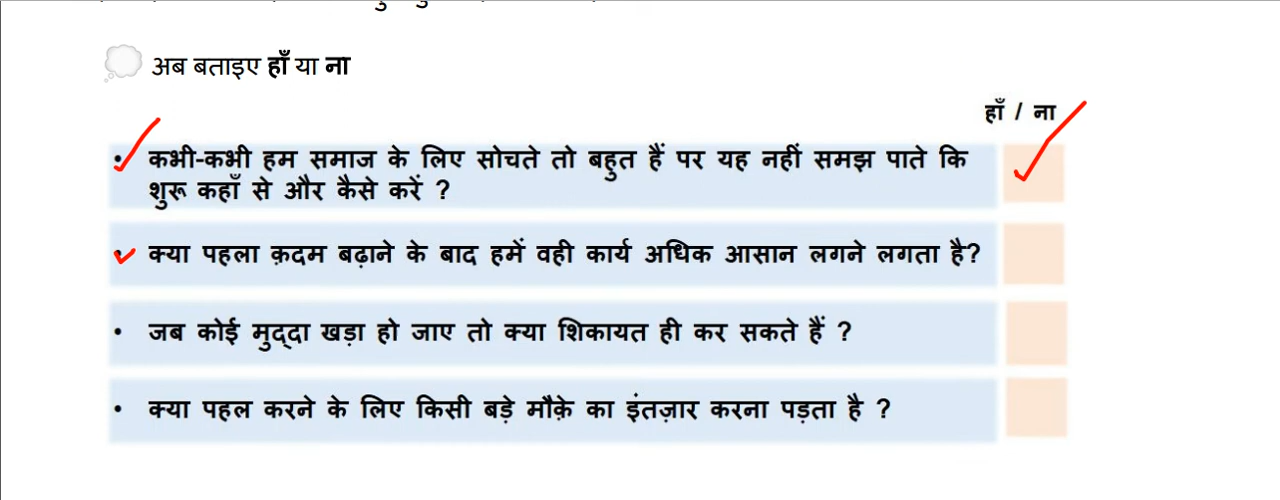 अब बताइए हाँ या ना
हाँ / ना
• कभी-कभी हम समाज के लिए सोचते तो बहुत हैं पर यह नहीं समझ पाते कि
शुरू कहाँ से और कैसे करें ?
• क्या पहला क़दम बढ़ाने के बाद हमें वही कार्य अधिक आसान लगने लगता है?
• जब कोई मुद्दा खड़ा हो जाए तो क्या शिकायत ही कर सकते हैं ?
• क्या पहल करने के लिए किसी बड़े मौक़े का इंतज़ार करना पड़ता है ?